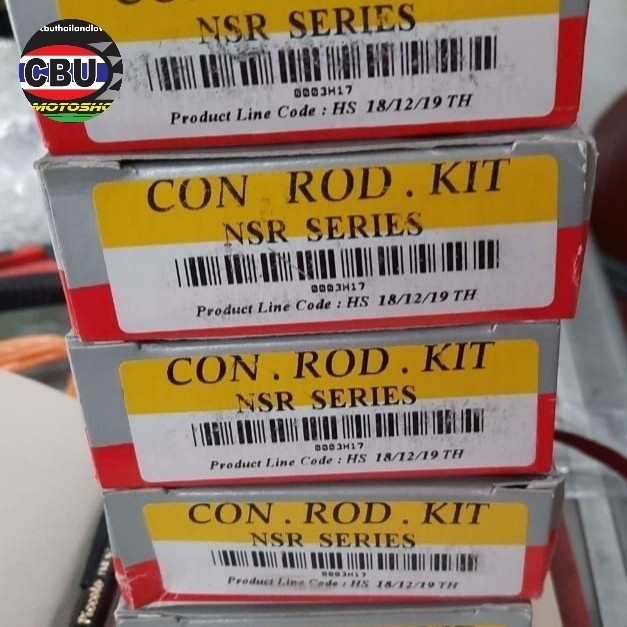 cbuthailandlov
CBU
MOTOSHO
NSR SERIES
0003H17
Product Line Code : HS 18/12/19 TH
CON ROD . KIT
NSR SERIES
0003H17
Product Line Code : HS 18/12/19 TH
CON . ROD . KIT
NSR SERIES
0003H17
Product Line Code : HS 18/12/19 TH
CON . ROD . KIT
NSR SERIES
0003H17
Product Line Code : HS 18/12/19 TH
Piccolo